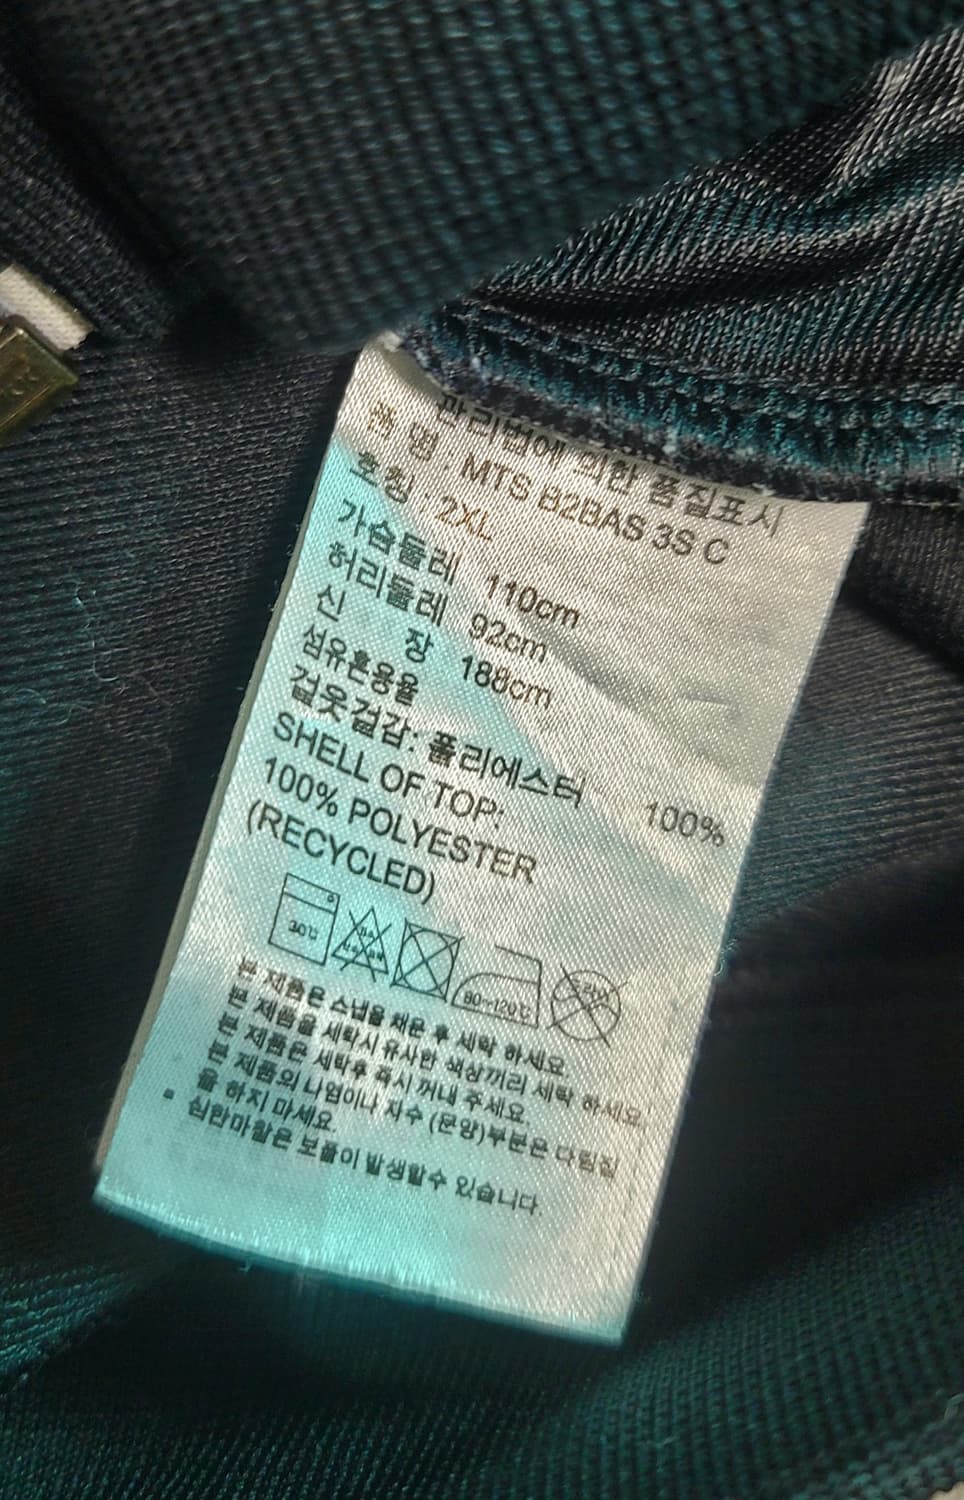 관리법에 의한 품질표시
품 명 : MTS B2BAS 3S C
호 칭 : 2XL
가슴둘레 110cm
허리둘레 92cm
신 장 188cm
섬유혼용율
겉옷겉감: 폴리에스터 100%
SHELL OF TOP:
100% POLYESTER
(RECYCLED)
30℃ 80~120℃ 드라이
본 제품은 스냅을 채운 후 세탁 하세요.
본 제품을 세탁시 유사한 색상끼리 세탁 하세요.
본 제품은 세탁후 즉시 꺼내 주세요.
본 제품의 나염이나 자수 (문양)부분은 다림질
을 하지 마세요.
심한마찰은 보풀이 발생할수 있습니다.